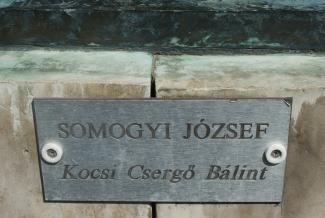 SOMOGYI JÓZSEF
Kocsi Csergő Bálint